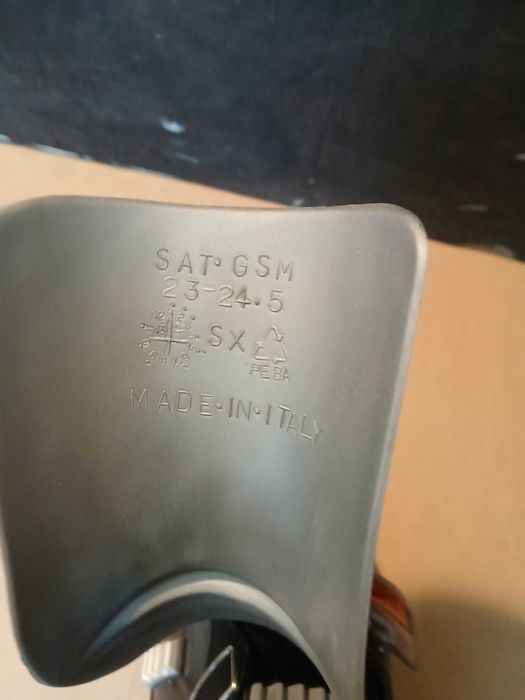 SAT·GSM
23-24.5
SX
PEBA
MADE·IN·ITALY